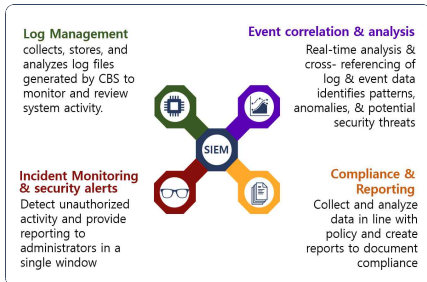 Log Management
collects, stores, and
analyzes log files
generated by CBS to
monitor and review
system activity.
Event correlation & analysis
Real-time analysis &
cross- referencing of
log & event data
identifies patterns,
anomalies, & potential
security threats
SIEM
Incident Monitoring
& security alerts
Detect unauthorized
activity and provide
reporting to
administrators in a
single window
Compliance &
Reporting
Collect and analyze
data in line with
policy and create
reports to document
compliance